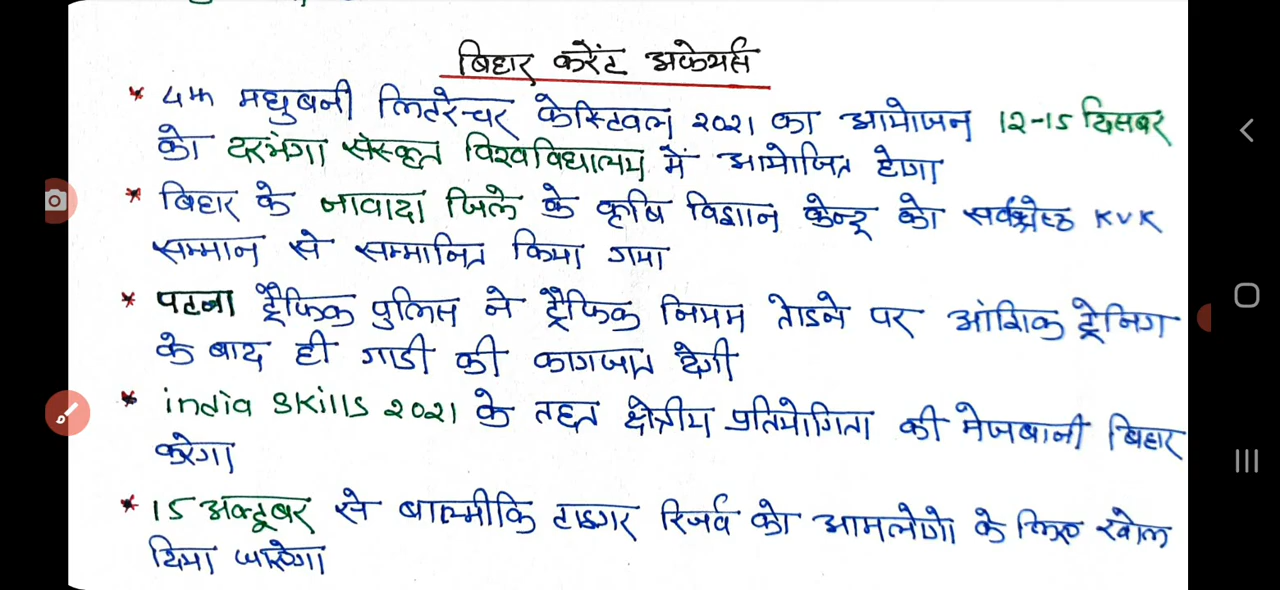 बिहार करेंट अफेयर्स
* 4th मधुबनी लिटरेचर फेस्टिवल 2021 का आयोजन 12-15 दिसंबर
को दरभंगा संस्कृत विश्वविद्यालय में आयोजित होगा
* बिहार के नावादा जिले के कृषि विज्ञान केन्द्र को सर्वश्रेष्ठ KVK
सम्मान से सम्मानित किया गया
* पटना ट्रैफिक पुलिस ने ट्रैफिक नियम तोडने पर आंशिक ट्रेनिंग
के बाद ही गाडी की कागजात देगी
* india skills 2021 के तहत क्षेत्रीय प्रतियोगिता की मेजबानी बिहार
करेगा
* 15 अक्टूबर से बाल्मीकि टाइगर रिजर्व को आमलोगो के लिए खोल
दिया जाएगा